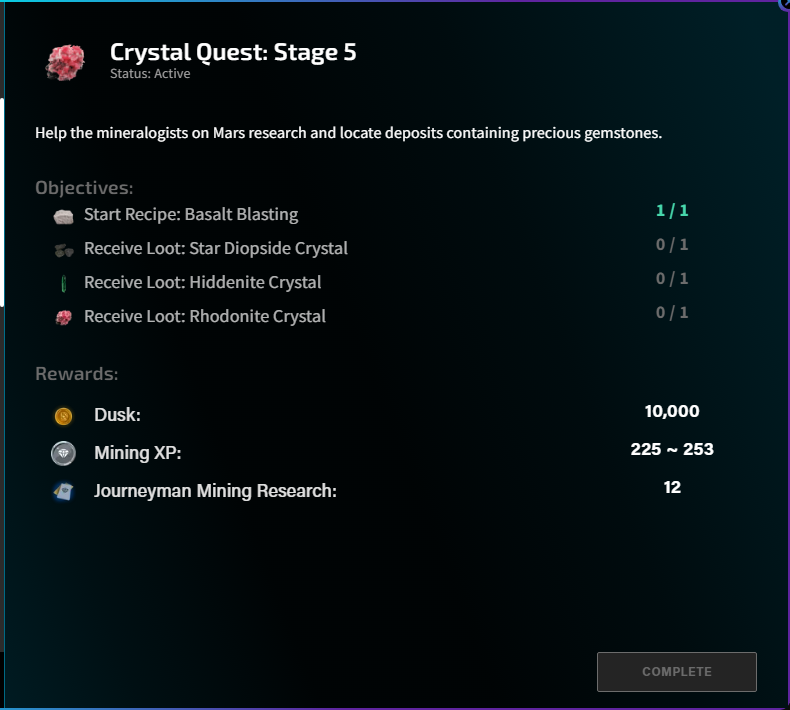 Crystal Quest: Stage 5
Status: Active
Help the mineralogists on Mars research and locate deposits containing precious gemstones.
Objectives:
Start Recipe: Basalt Blasting 1 / 1
Receive Loot: Star Diopside Crystal 0 / 1
Receive Loot: Hiddenite Crystal 0 / 1
Receive Loot: Rhodonite Crystal 0 / 1
Rewards:
Dusk: 10,000
Mining XP: 225 ~ 253
Journeyman Mining Research: 12
COMPLETE